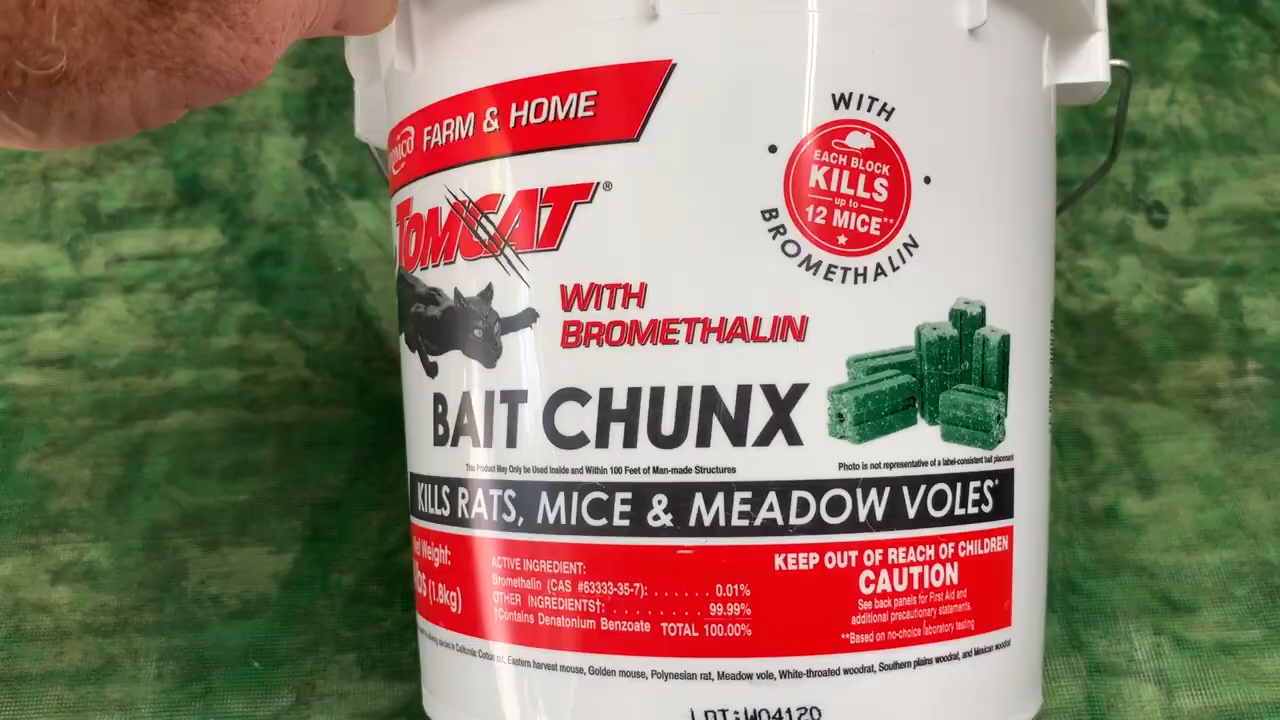 FARM & HOME
TOMCAT®
WITH
BROMETHALIN
BAIT CHUNX
This Product May Only be Used Inside and Within 100 Feet of Man-made Structures
WITH
EACH BLOCK
KILLS
up to
12 MICE**
BROMETHALIN
Photo is not representative of a label-consistent bait placement
KILLS RATS, MICE & MEADOW VOLES*
Weight:
(1.8kg)
ACTIVE INGREDIENT:
Bromethalin (CAS #63333-35-7): . . . . . . 0.01%
OTHER INGREDIENTS†: . . . . . . . . 99.99%
†Contains Denatonium Benzoate TOTAL 100.00%
KEEP OUT OF REACH OF CHILDREN
CAUTION
See back panels for First Aid and
additional precautionary statements.
**Based on no-choice laboratory testing
species in California: Cotton rat, Eastern harvest mouse, Golden mouse, Polynesian rat, Meadow vole, White-throated woodrat, Southern plains woodrat, and Mexican woodrat
LOT:W04120